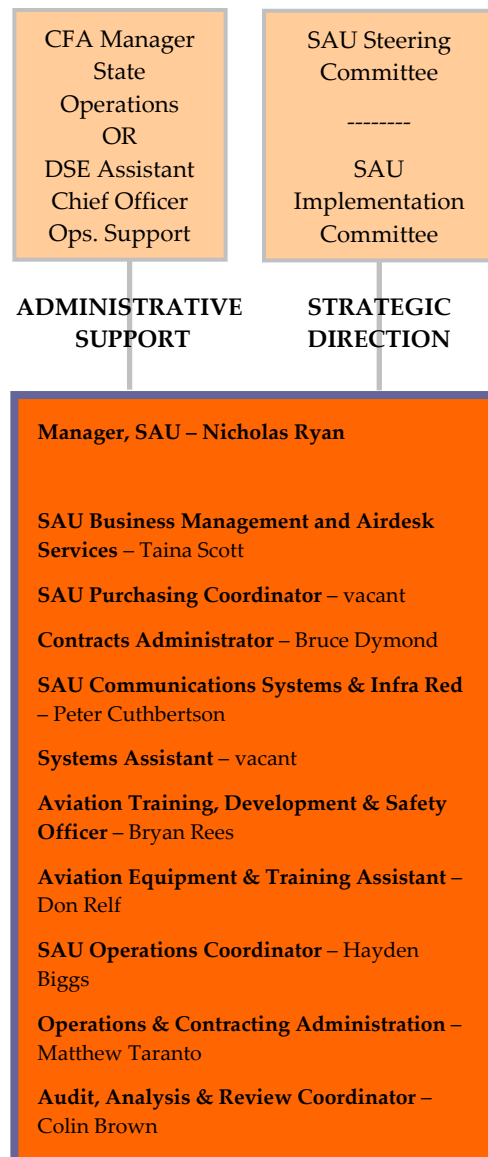 CFA Manager
State
Operations
OR
DSE Assistant
Chief Officer
Ops. Support
SAU Steering
Committee
--------
SAU
Implementation
Committee
ADMINISTRATIVE
SUPPORT
STRATEGIC
DIRECTION
Manager, SAU – Nicholas Ryan
SAU Business Management and Airdesk
Services – Taina Scott
SAU Purchasing Coordinator – vacant
Contracts Administrator – Bruce Dymond
SAU Communications Systems & Infra Red
– Peter Cuthbertson
Systems Assistant – vacant
Aviation Training, Development & Safety
Officer – Bryan Rees
Aviation Equipment & Training Assistant –
Don Relf
SAU Operations Coordinator – Hayden
Biggs
Operations & Contracting Administration –
Matthew Taranto
Audit, Analysis & Review Coordinator –
Colin Brown